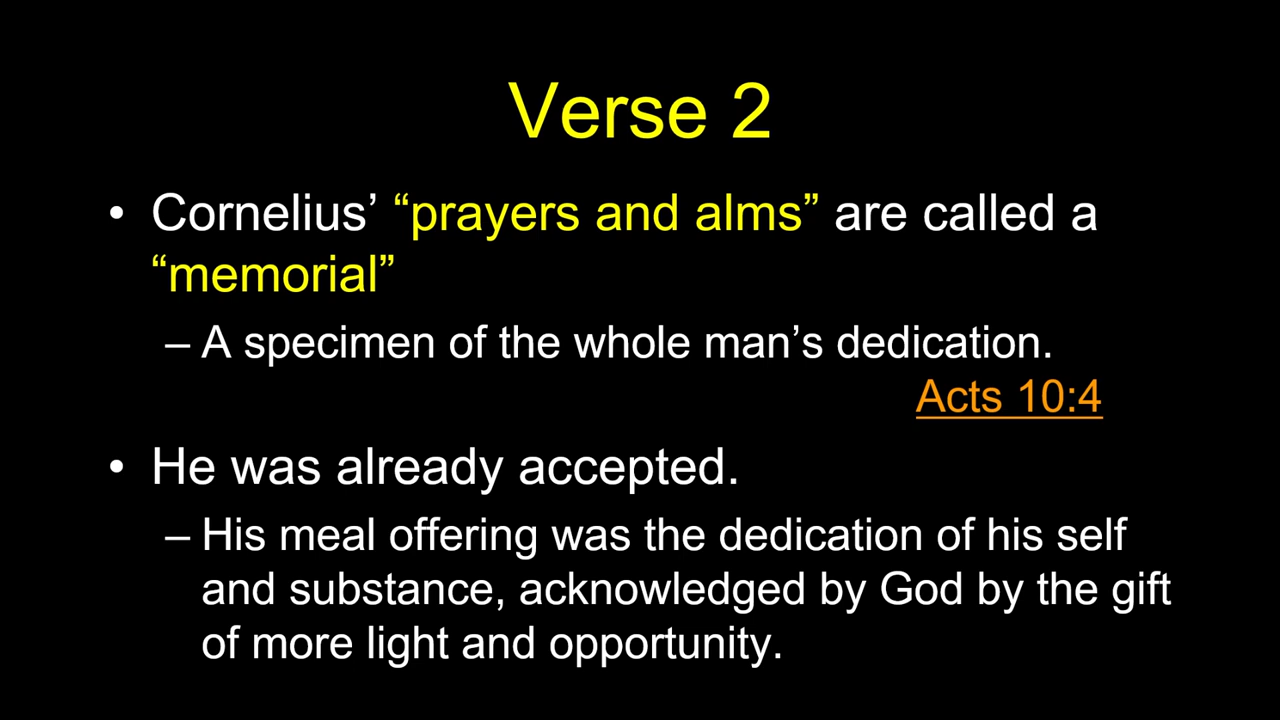 Verse 2
• Cornelius’ “prayers and alms” are called a
“memorial”
– A specimen of the whole man’s dedication.
Acts 10:4
• He was already accepted.
– His meal offering was the dedication of his self
and substance, acknowledged by God by the gift
of more light and opportunity.